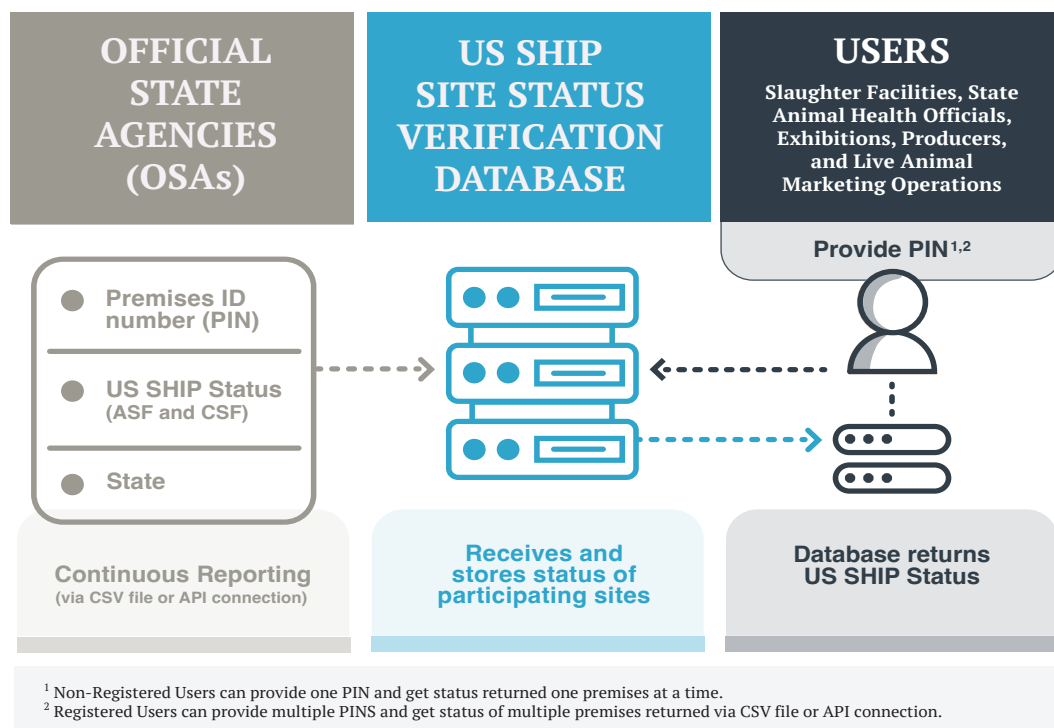 OFFICIAL
STATE
AGENCIES
(OSAs)
US SHIP
SITE STATUS
VERIFICATION
DATABASE
USERS
Slaughter Facilities, State
Animal Health Officials,
Exhibitions, Producers,
and Live Animal
Marketing Operations
Provide PIN¹,²
Premises ID
number (PIN)
US SHIP Status
(ASF and CSF)
State
Continuous Reporting
(via CSV file or API connection)
Receives and
stores status of
participating sites
Database returns
US SHIP Status
¹ Non-Registered Users can provide one PIN and get status returned one premises at a time.
² Registered Users can provide multiple PINS and get status of multiple premises returned via CSV file or API connection.